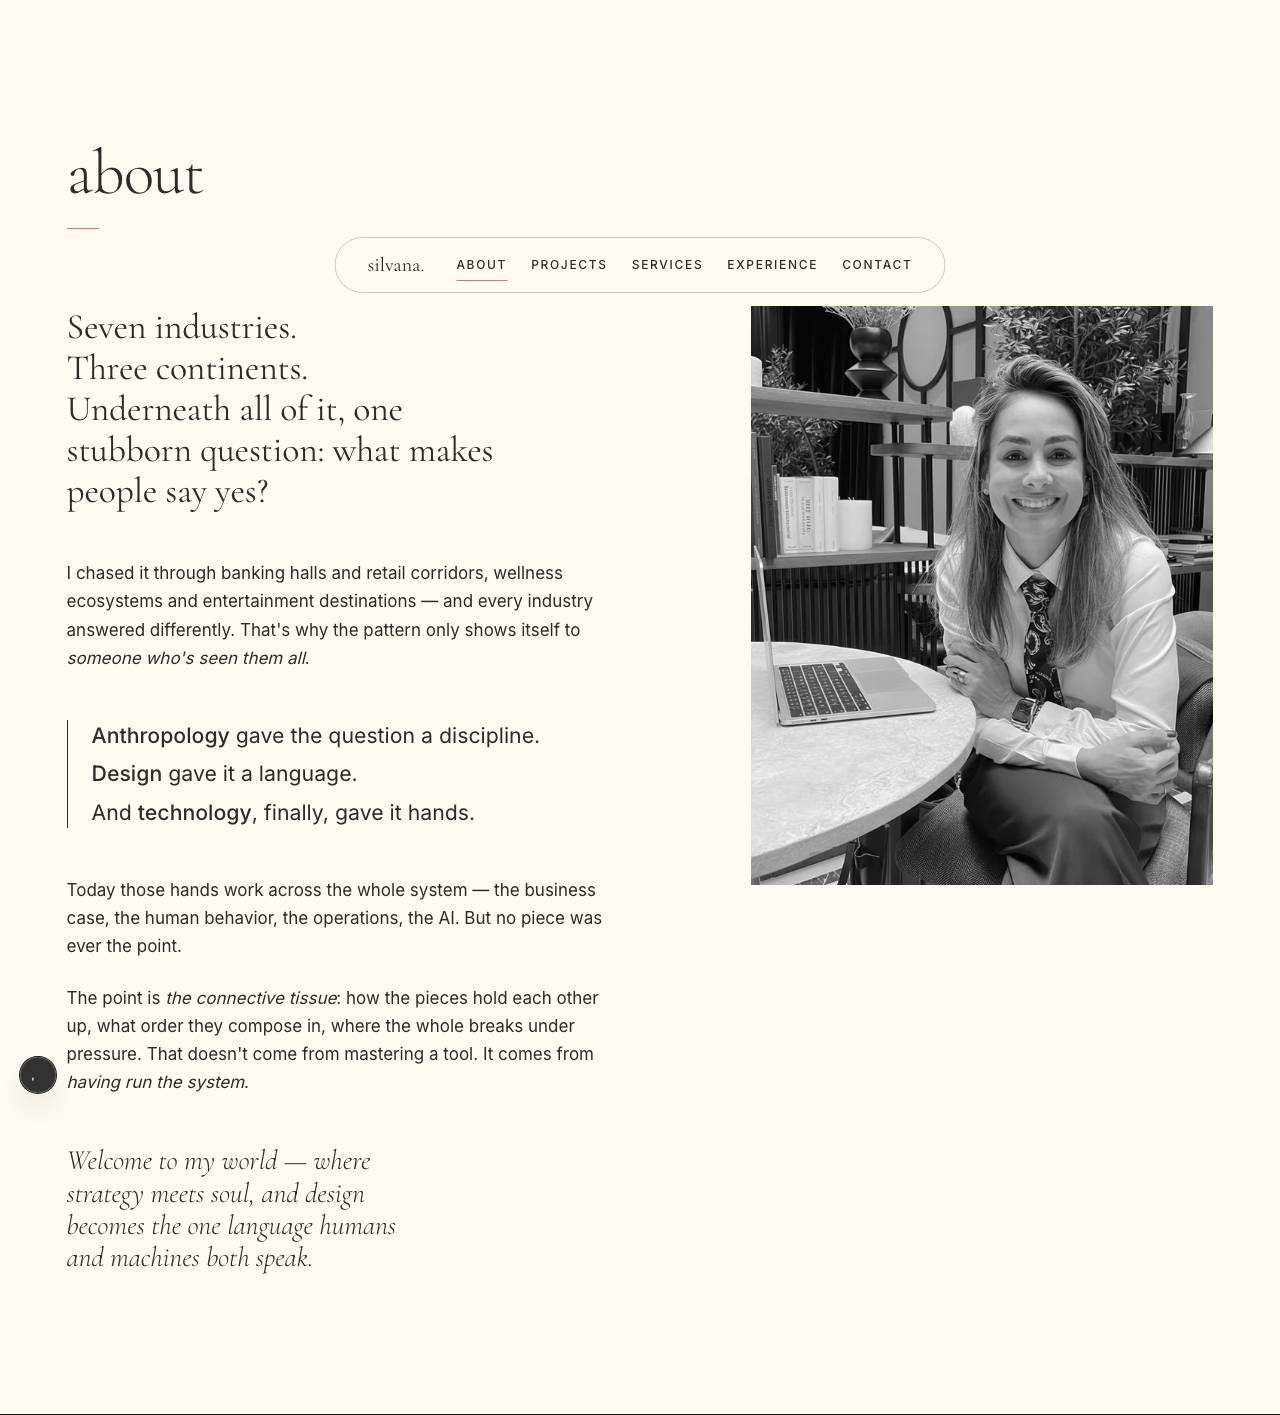 about
silvana. ABOUT PROJECTS SERVICES EXPERIENCE CONTACT
Seven industries.
Three continents.
Underneath all of it, one
stubborn question: what makes
people say yes?
I chased it through banking halls and retail corridors, wellness
ecosystems and entertainment destinations — and every industry
answered differently. That's why the pattern only shows itself to
someone who's seen them all.
Anthropology gave the question a discipline.
Design gave it a language.
And technology, finally, gave it hands.
Today those hands work across the whole system — the business
case, the human behavior, the operations, the AI. But no piece was
ever the point.
The point is the connective tissue: how the pieces hold each other
up, what order they compose in, where the whole breaks under
pressure. That doesn't come from mastering a tool. It comes from
having run the system.
Welcome to my world — where
strategy meets soul, and design
becomes the one language humans
and machines both speak.